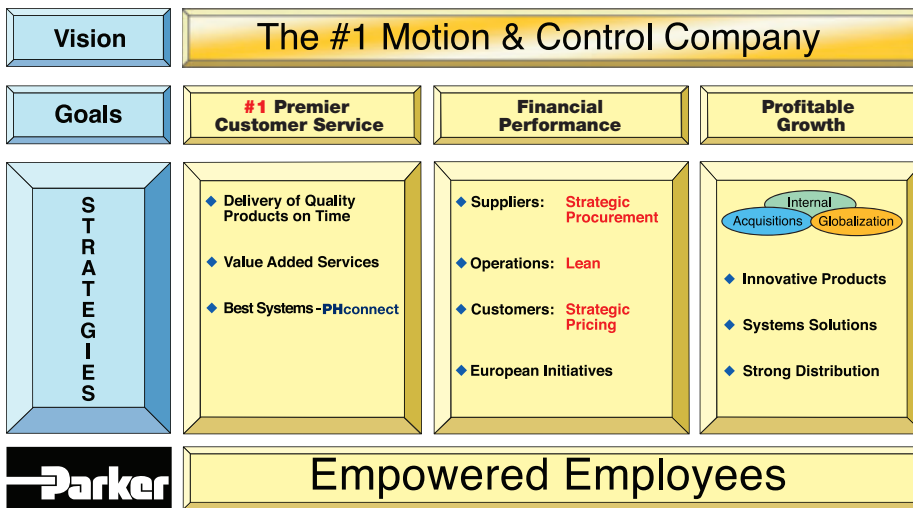 Vision
The #1 Motion & Control Company
Goals
#1 Premier
Customer Service
Financial
Performance
Profitable
Growth
STRATEGIES
Delivery of Quality
Products on Time
Value Added Services
Best Systems - PHconnect
Suppliers: Strategic
Procurement
Operations: Lean
Customers: Strategic
Pricing
European Initiatives
Internal
Acquisitions Globalization
Innovative Products
Systems Solutions
Strong Distribution
Parker
Empowered Employees